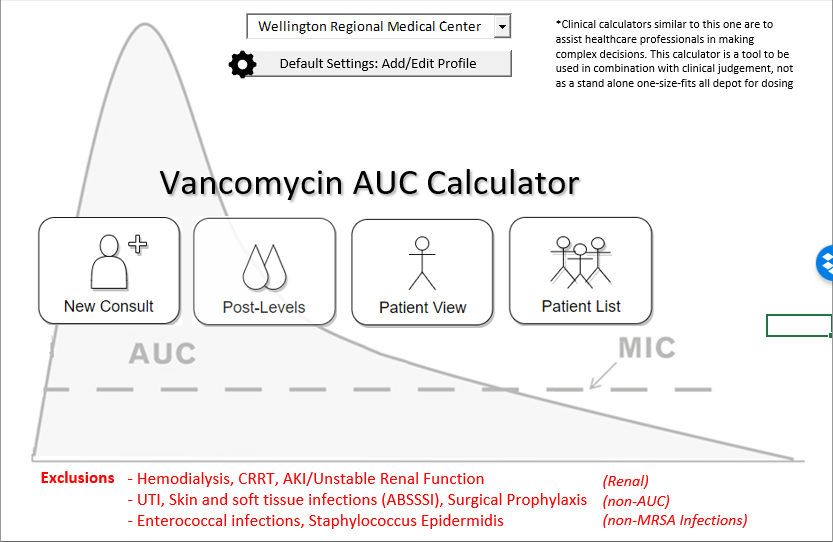 Wellington Regional Medical Center
Default Settings: Add/Edit Profile
*Clinical calculators similar to this one are to
assist healthcare professionals in making
complex decisions. This calculator is a tool to be
used in combination with clinical judgement, not
as a stand alone one-size-fits all depot for dosing
Vancomycin AUC Calculator
New Consult
Post-Levels
Patient View
Patient List
AUC
MIC
Exclusions - Hemodialysis, CRRT, AKI/Unstable Renal Function (Renal)
- UTI, Skin and soft tissue infections (ABSSSI), Surgical Prophylaxis (non-AUC)
- Enterococcal infections, Staphylococcus Epidermidis (non-MRSA Infections)